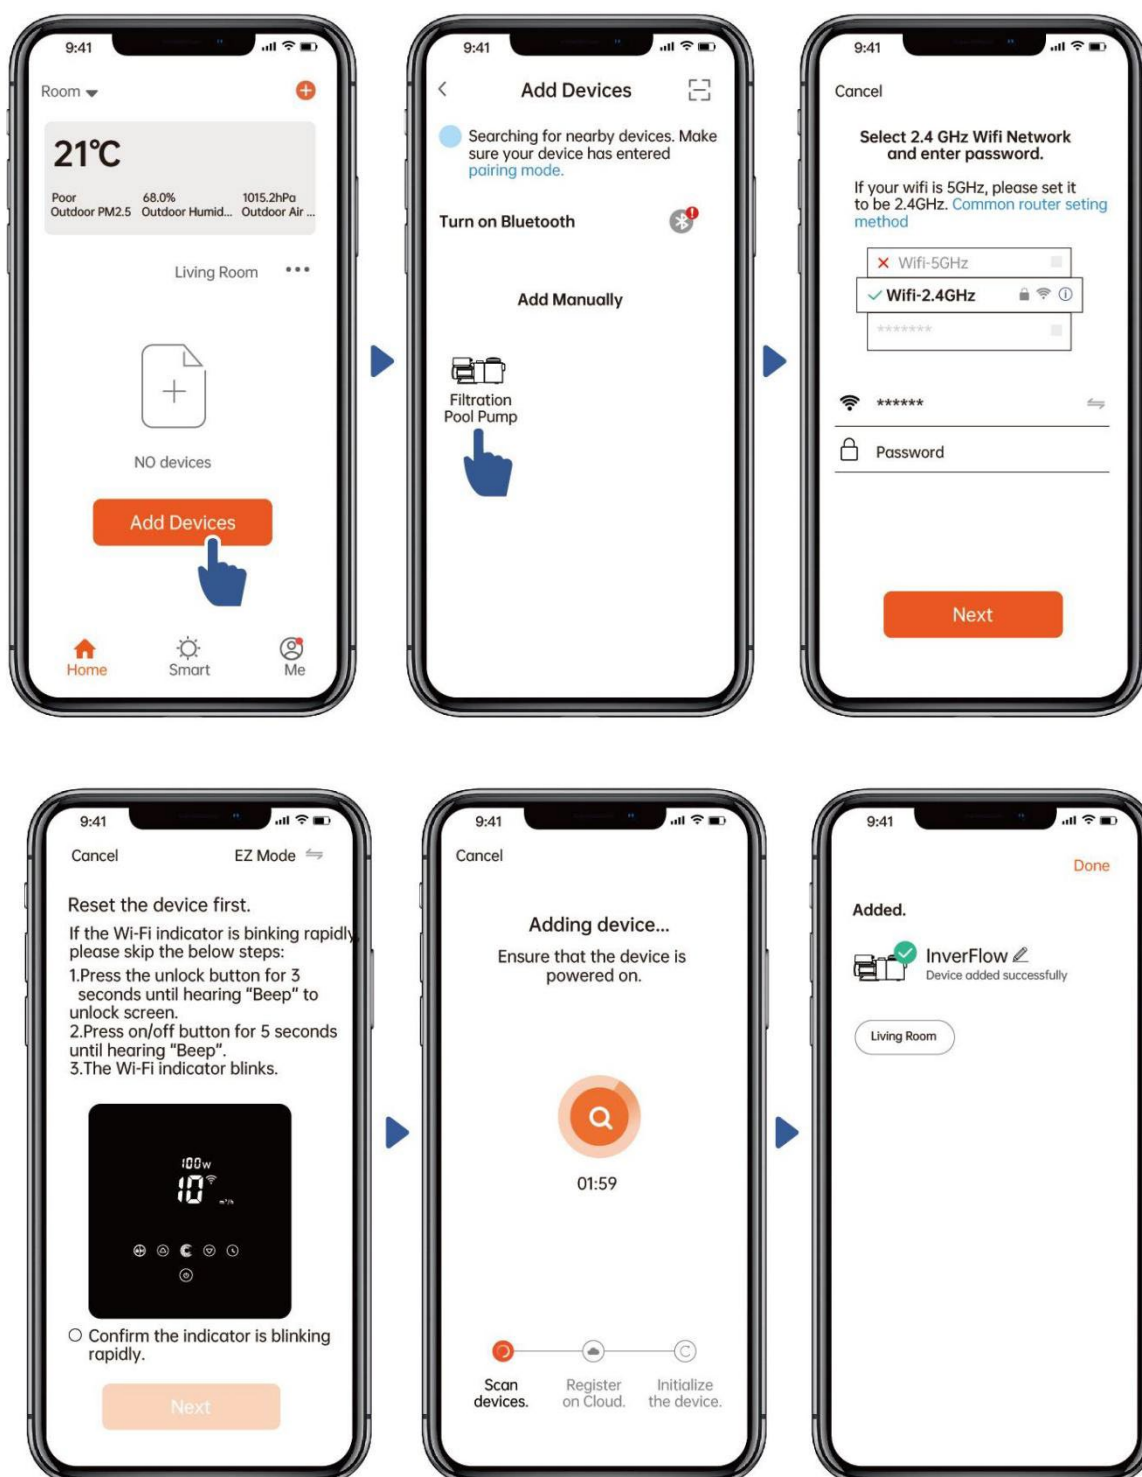 9:41
Room
21℃
Poor
Outdoor PM2.5
68.0%
Outdoor Humid...
1015.2hPa
Outdoor Air ...
Living Room
NO devices
Add Devices
Home
Smart
Me
9:41
Add Devices
Searching for nearby devices. Make
sure your device has entered
pairing mode.
Turn on Bluetooth
Add Manually
Filtration
Pool Pump
9:41
Cancel
Select 2.4 GHz Wifi Network
and enter password.
If your wifi is 5GHz, please set it
to be 2.4GHz. Common router seting
method
Wifi-5GHz
Wifi-2.4GHz
*******
******
Password
Next
9:41
Cancel
EZ Mode
Reset the device first.
If the Wi-Fi indicator is binking rapidly,
please skip the below steps:
1.Press the unlock button for 3
seconds until hearing "Beep" to
unlock screen.
2.Press on/off button for 5 seconds
until hearing "Beep".
3.The Wi-Fi indicator blinks.
100w
10
m³/h
Confirm the indicator is blinking
rapidly.
Next
9:41
Cancel
Adding device...
Ensure that the device is
powered on.
01:59
Scan
devices.
Register
on Cloud.
Initialize
the device.
9:41
Done
Added.
InverFlow
Device added successfully
Living Room